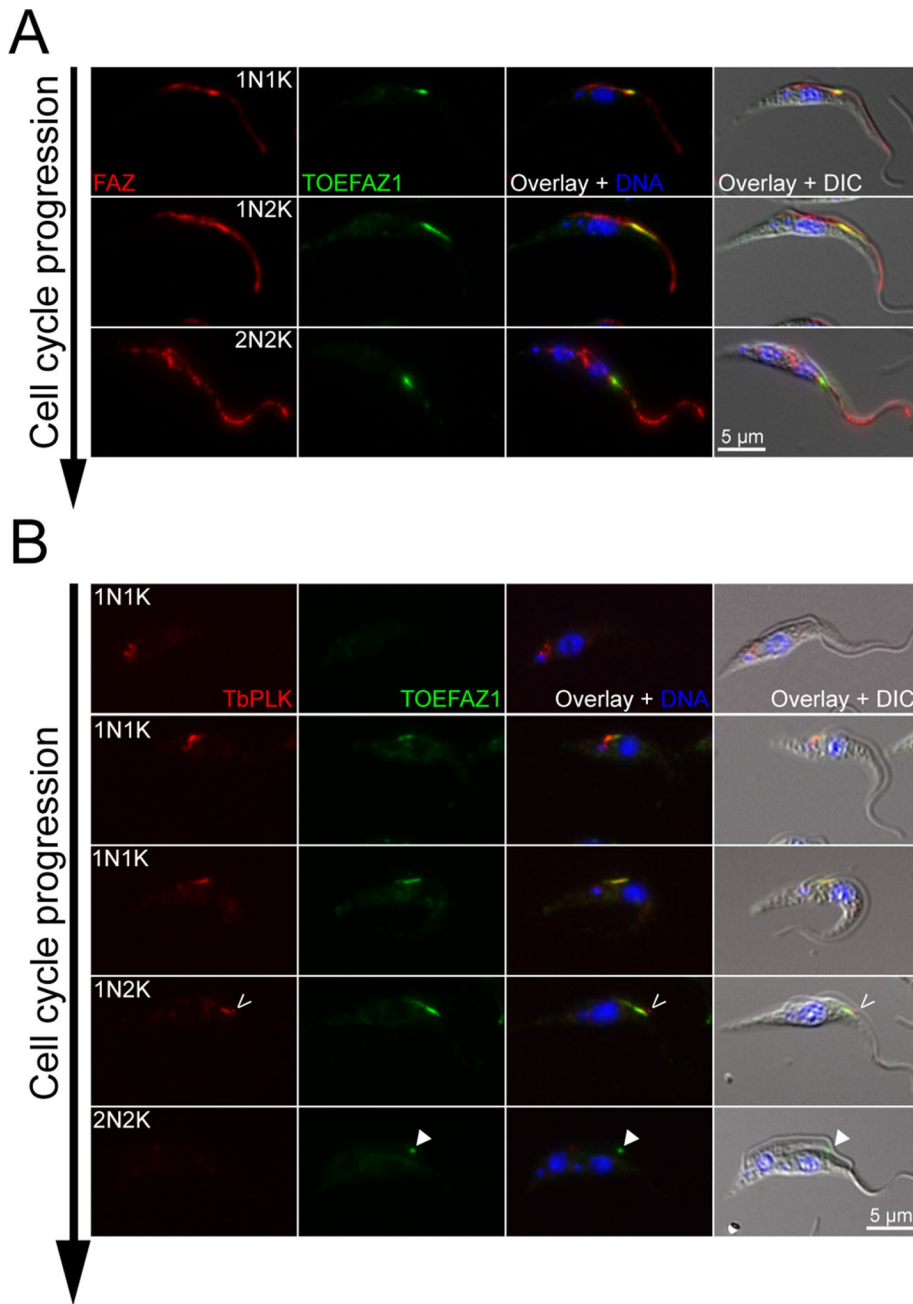 A
Cell cycle progression
1N1K
FAZ
TOEFAZ1
Overlay + DNA
Overlay + DIC
1N2K
2N2K
5 µm
B
Cell cycle progression
1N1K
TbPLK
TOEFAZ1
Overlay + DNA
Overlay + DIC
1N1K
1N1K
1N2K
2N2K
5 µm